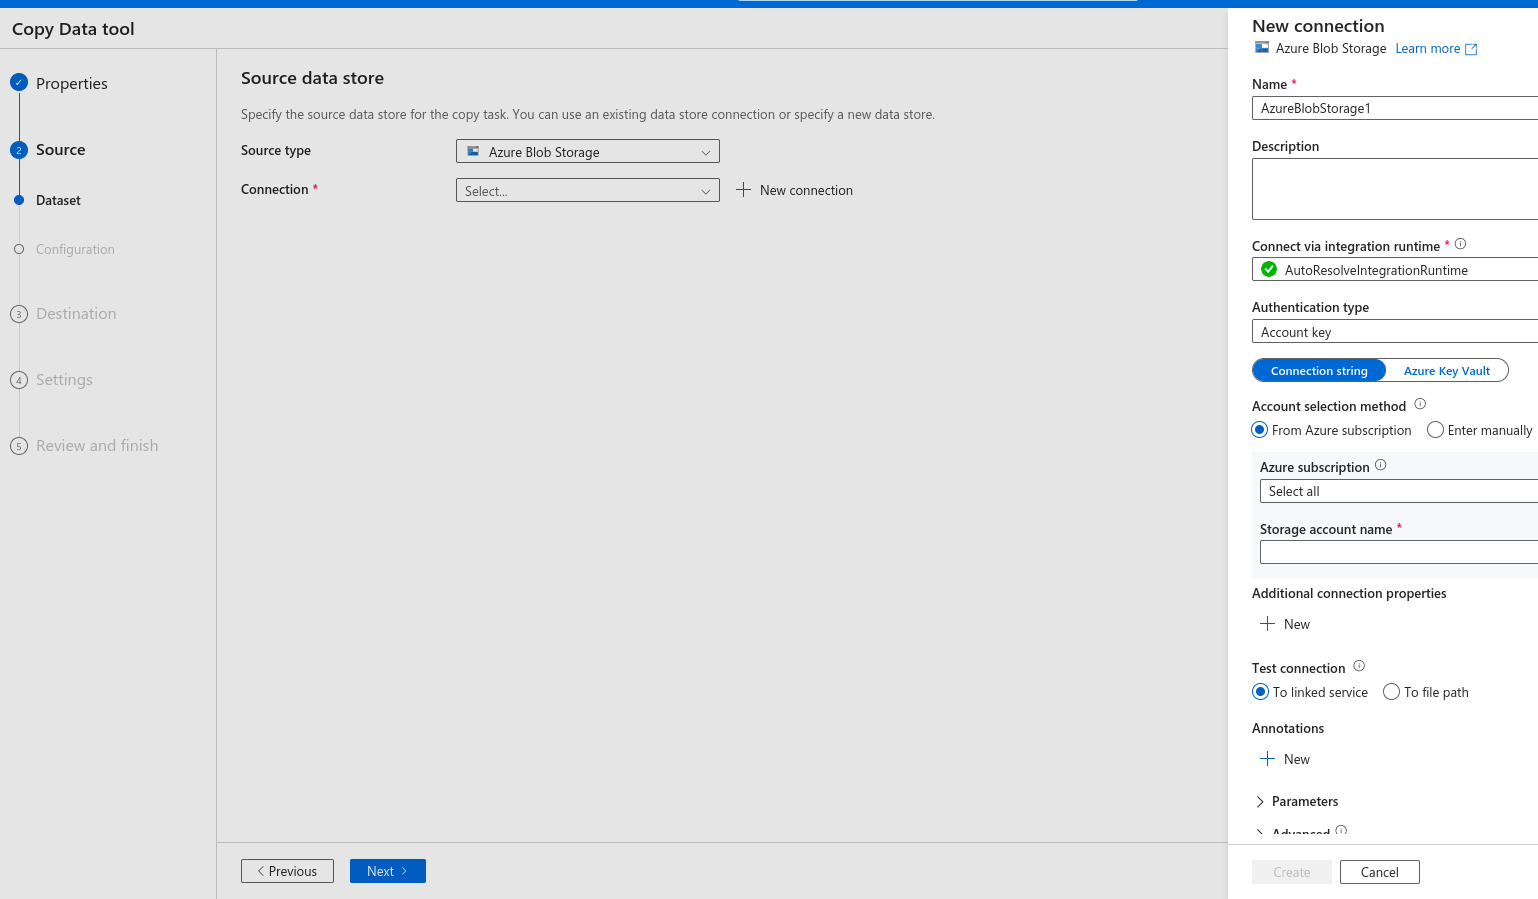 Copy Data tool
Properties
2 Source
Dataset
Configuration
3 Destination
4 Settings
5 Review and finish
Source data store
Specify the source data store for the copy task. You can use an existing data store connection or specify a new data store.
Source type Azure Blob Storage
Connection * Select... New connection
Previous Next
New connection
Azure Blob Storage Learn more
Name *
AzureBlobStorage1
Description
Connect via integration runtime *
AutoResolveIntegrationRuntime
Authentication type
Account key
Connection string Azure Key Vault
Account selection method
From Azure subscription Enter manually
Azure subscription
Select all
Storage account name *
Additional connection properties
New
Test connection
To linked service To file path
Annotations
New
Parameters
Advanced
Create Cancel